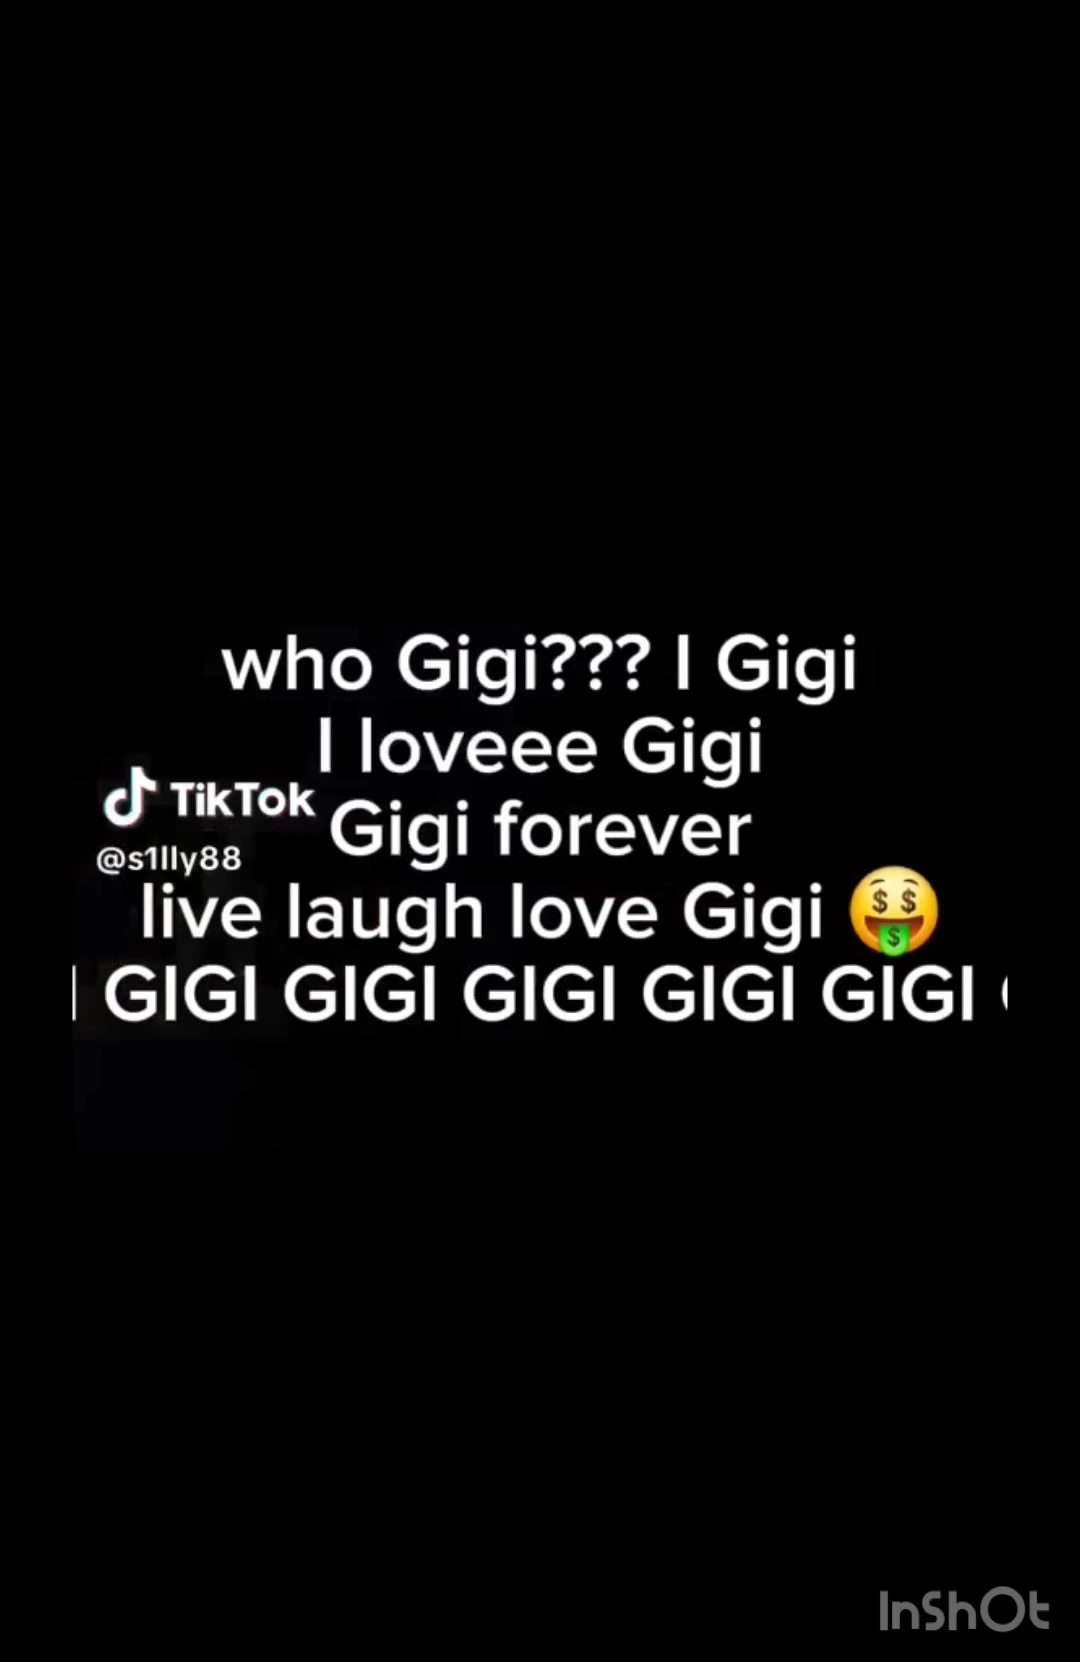 who Gigi??? I Gigi
I loveee Gigi
TikTok
Gigi forever
@s1lly88
live laugh love Gigi 🤑
GIGI GIGI GIGI GIGI GIGI
InShOt